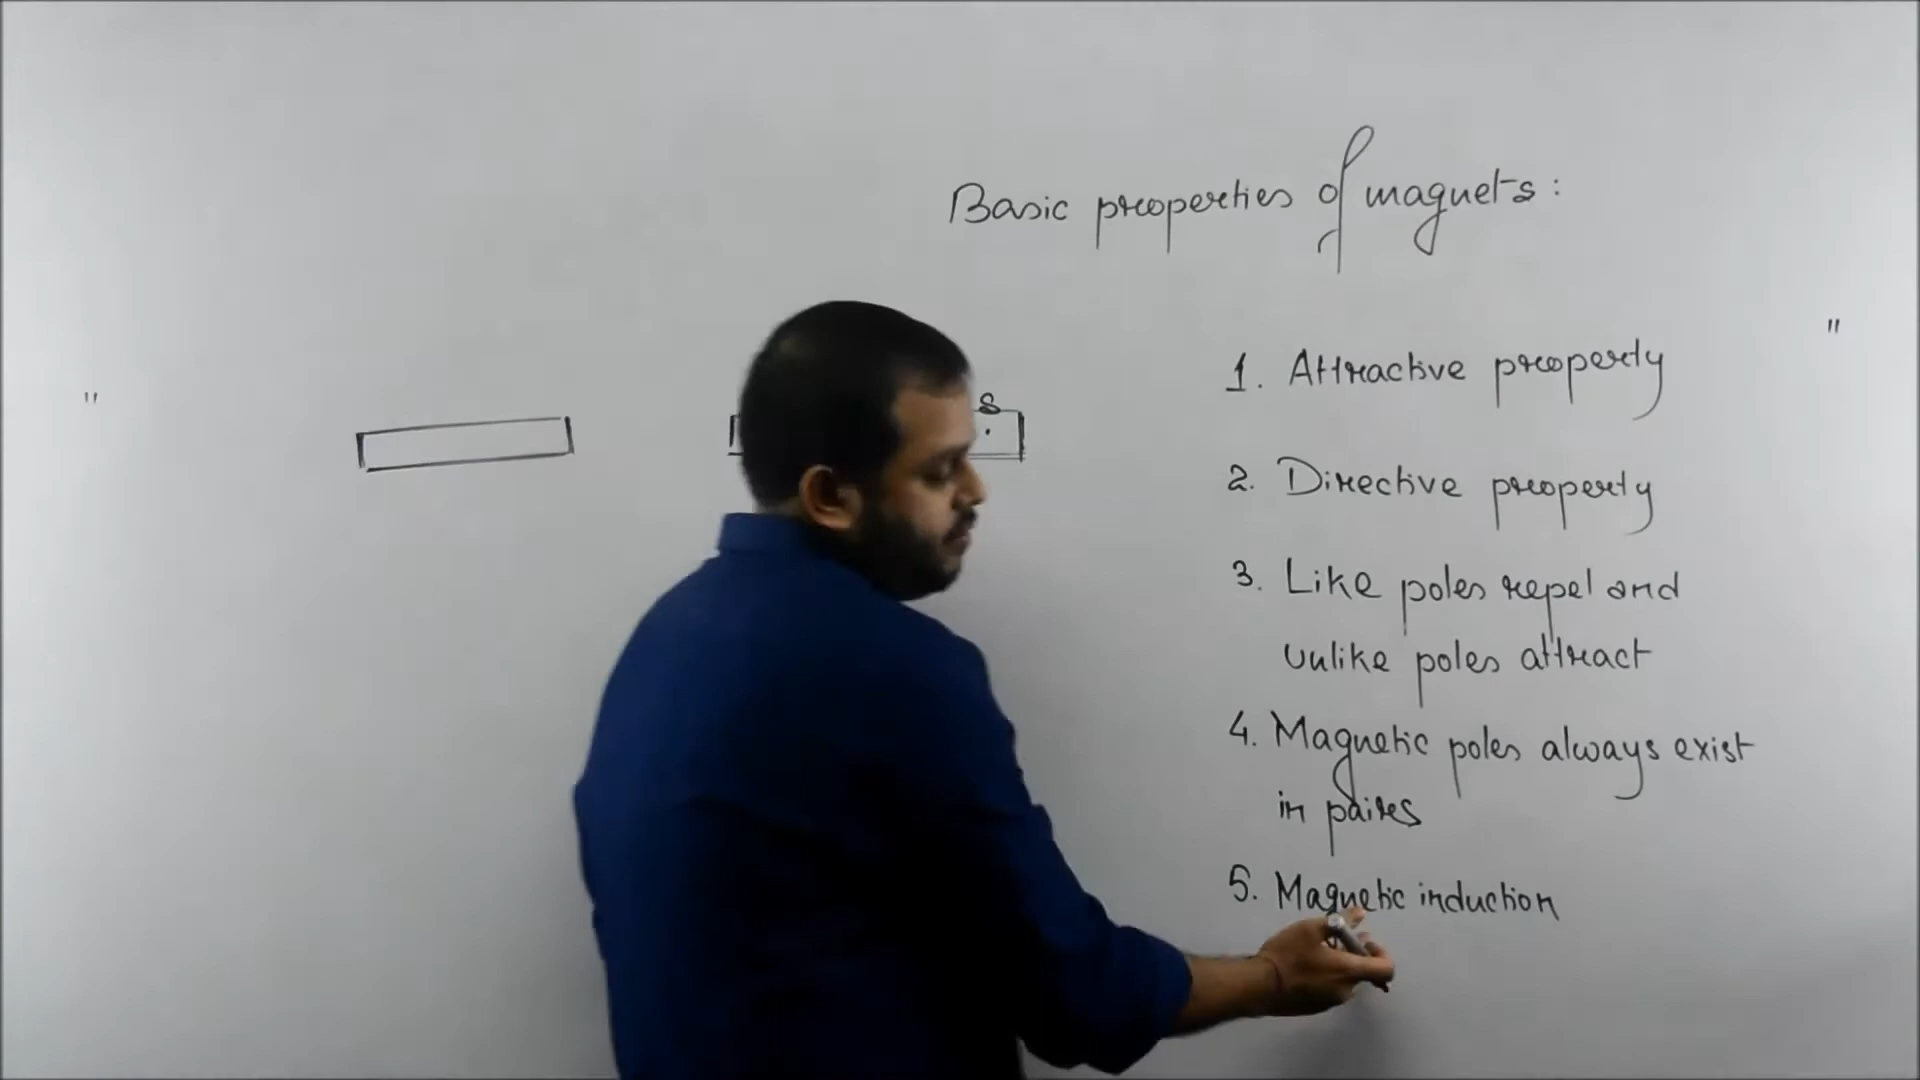 Basic properties of magnets:
S
1. Attractive property
2. Directive property
3. Like poles repel and
unlike poles attract
4. Magnetic poles always exist
in paires
5. Magnetic induction
"
"